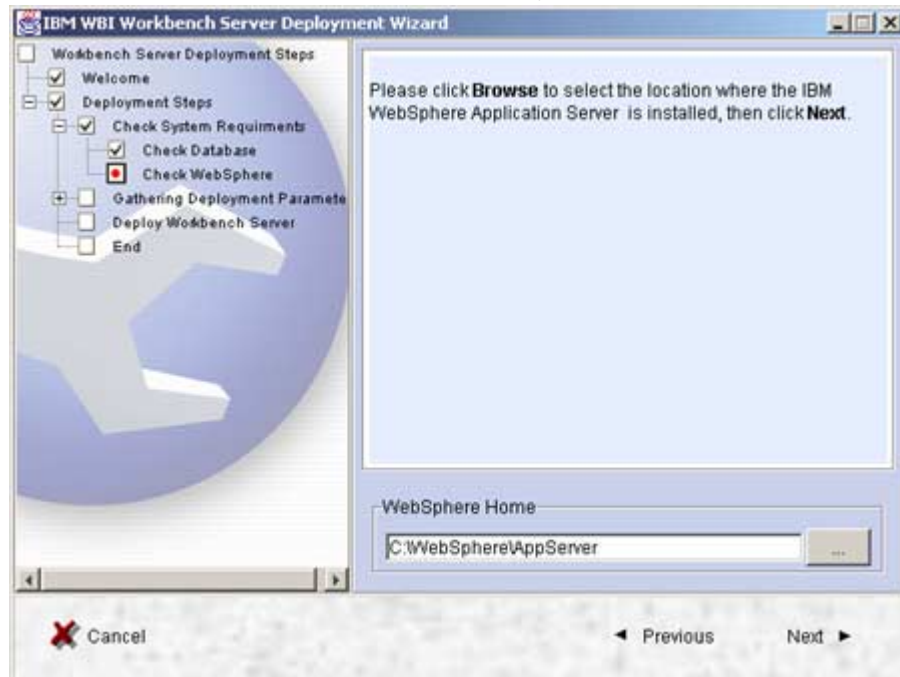 IBM WBI Workbench Server Deployment Wizard
Workbench Server Deployment Steps
Welcome
Deployment Steps
Check System Requirments
Check Database
Check WebSphere
Gathering Deployment Paramete
Deploy Workbench Server
End
Please click Browse to select the location where the IBM
WebSphere Application Server is installed, then click Next.
WebSphere Home
C:\WebSphere\AppServer
...
Cancel
Previous
Next